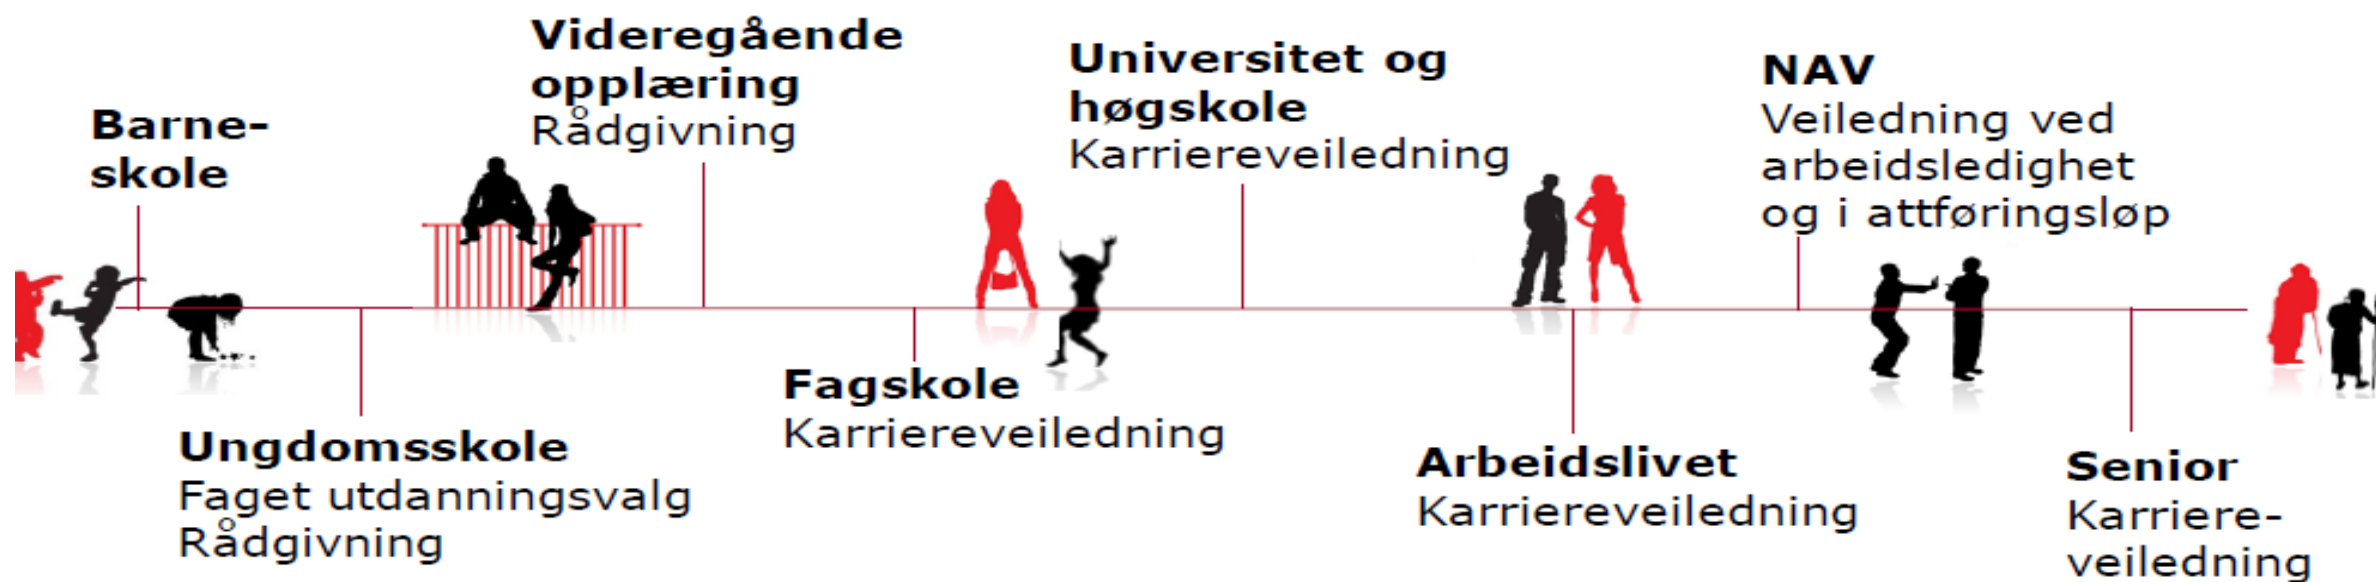 Barne-
skole
Ungdomsskole
Faget utdanningsvalg
Rådgivning
Videregående
opplæring
Rådgivning
Fagskole
Karriereveiledning
Universitet og
høgskole
Karriereveiledning
Arbeidslivet
Karriereveiledning
NAV
Veiledning ved
arbeidsledighet
og i attføringsløp
Senior
Karriere-
veiledning